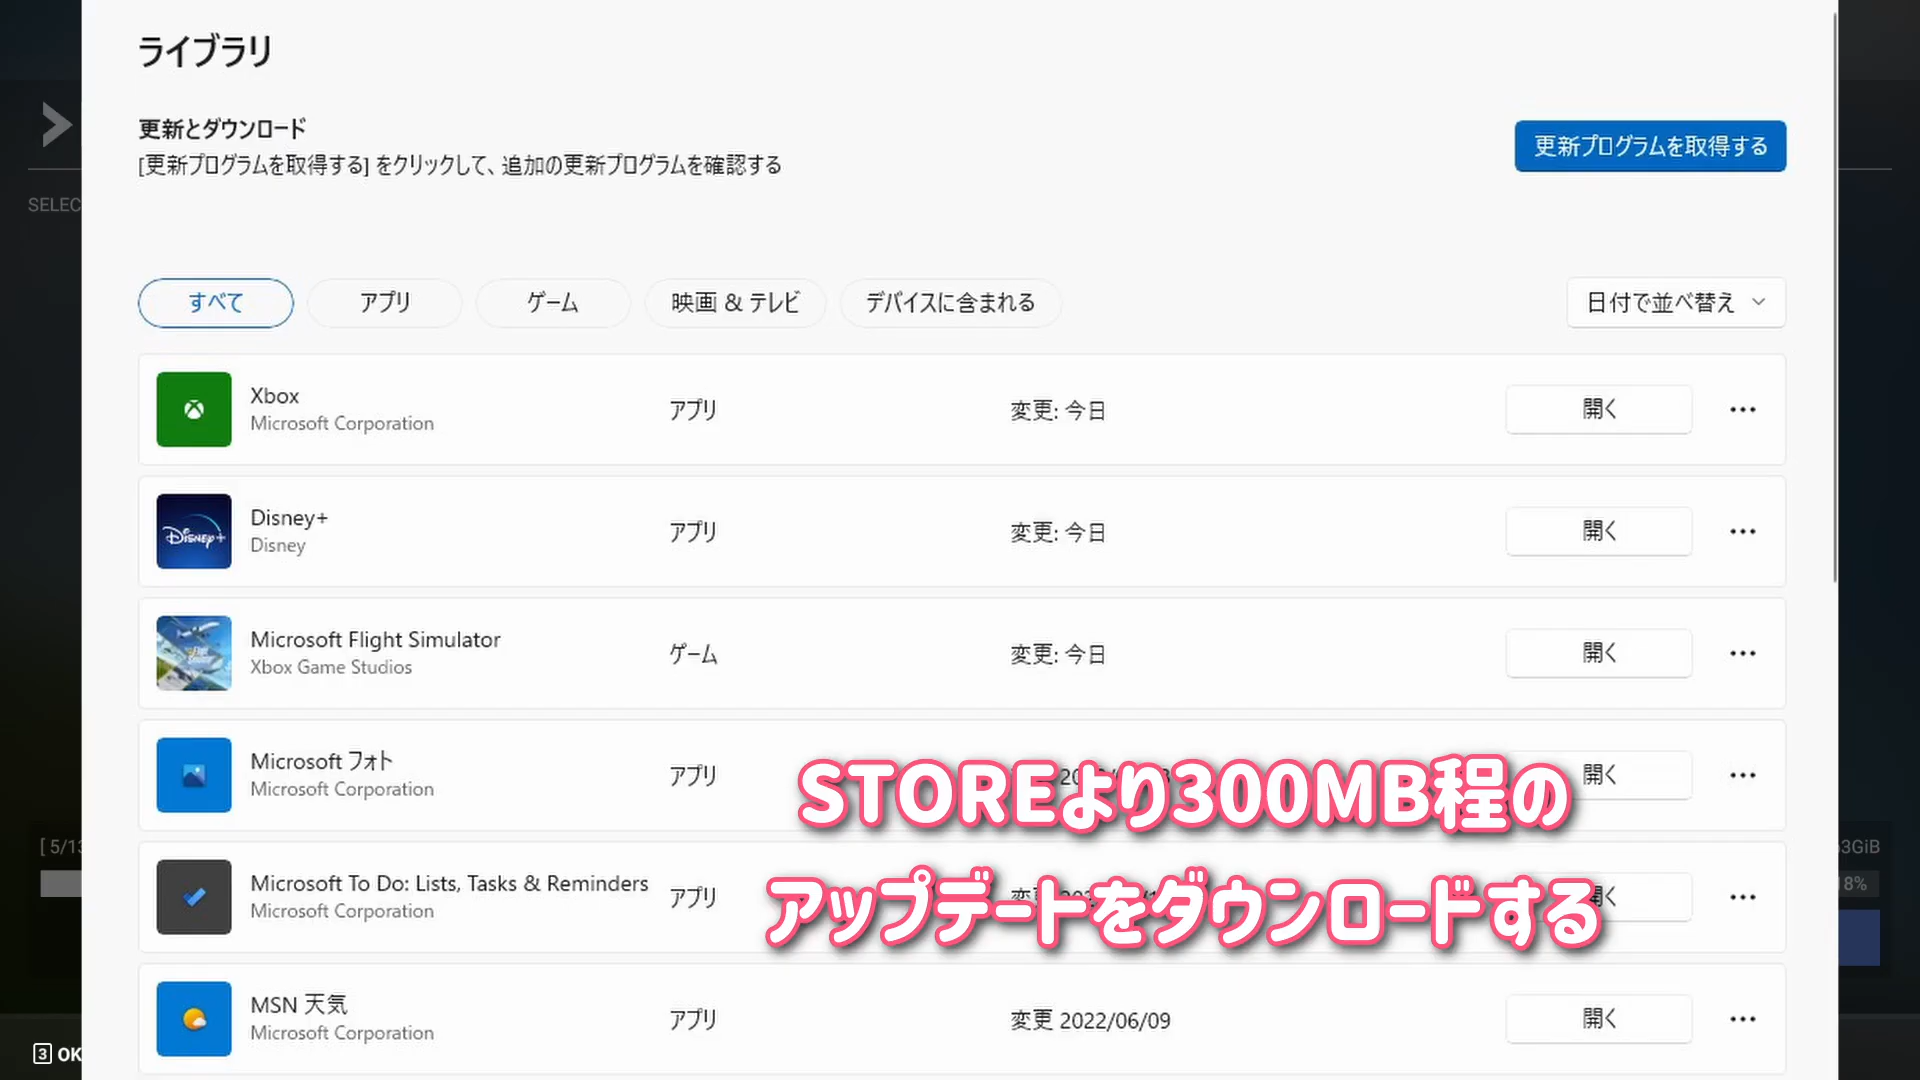 ライブラリ
更新とダウンロード
[更新プログラムを取得する] をクリックして、追加の更新プログラムを確認する
更新プログラムを取得する
SELEC
すべて
アプリ
ゲーム
映画 & テレビ
デバイスに含まれる
日付で並べ替え
Xbox
Microsoft Corporation
アプリ
変更: 今日
開く
Disney+
Disney+
Disney
アプリ
変更: 今日
開く
Microsoft Flight Simulator
Xbox Game Studios
ゲーム
変更: 今日
開く
Microsoft フォト
Microsoft Corporation
アプリ
開く
STOREより300MB程の
[ 5/13
3GiB
Microsoft To Do: Lists, Tasks & Reminders
Microsoft Corporation
アプリ
アップデートをダウンロードする
18%
MSN 天気
Microsoft Corporation
アプリ
変更 2022/06/09
開く
3 OK